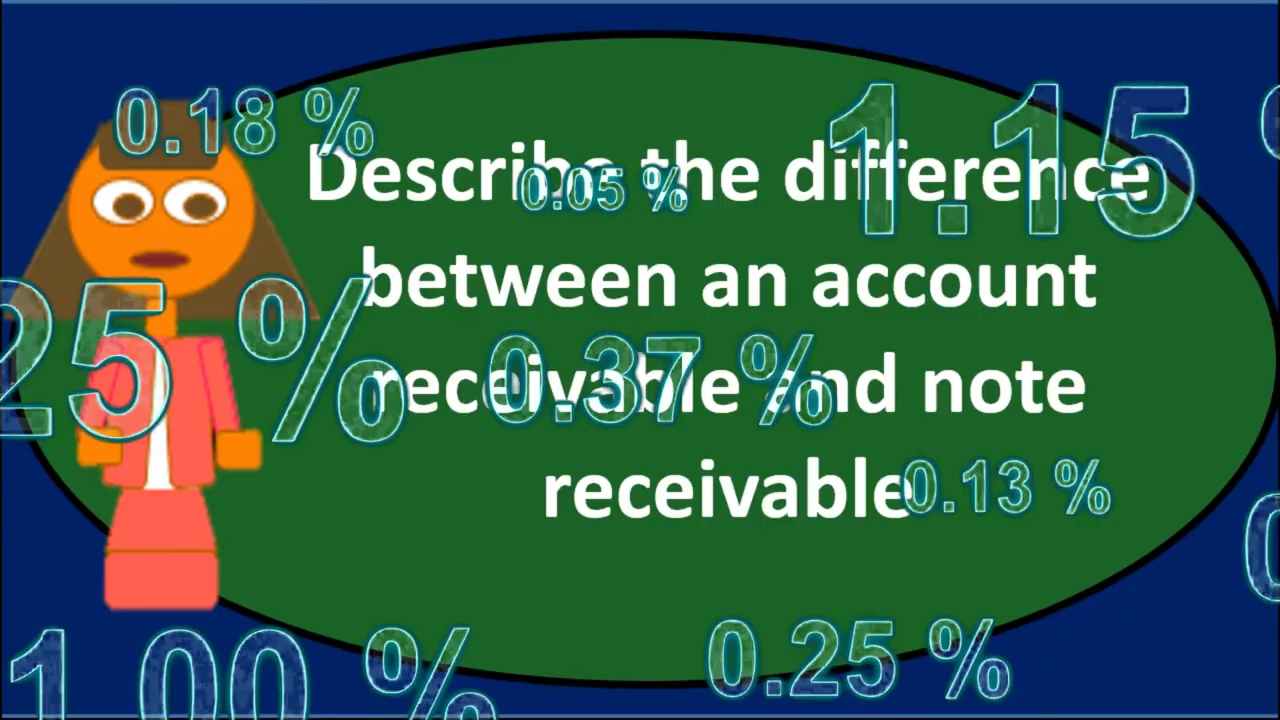 0.18 %
1.15
Describe the difference
0.05 %
between an account
25 %
receivable and note
0.37 %
receivable
0.13 %
1.00 %
0.25 %